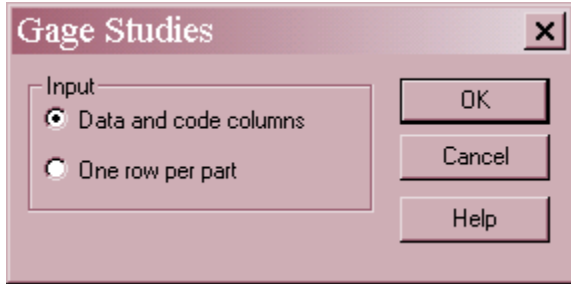 Gage Studies
Input
Data and code columns
One row per part
OK
Cancel
Help